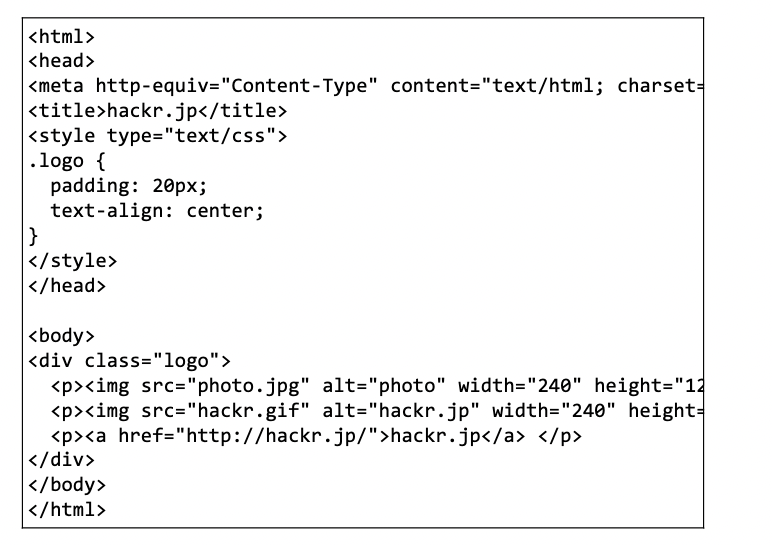 <html>
<head>
<meta http-equiv="Content-Type" content="text/html; charset=
<title>hackr.jp</title>
<style type="text/css">
.logo {
  padding: 20px;
  text-align: center;
}
</style>
</head>

<body>
<div class="logo">
  <p><img src="photo.jpg" alt="photo" width="240" height="12
  <p><img src="hackr.gif" alt="hackr.jp" width="240" height=
  <p><a href="http://hackr.jp/">hackr.jp</a> </p>
</div>
</body>
</html>